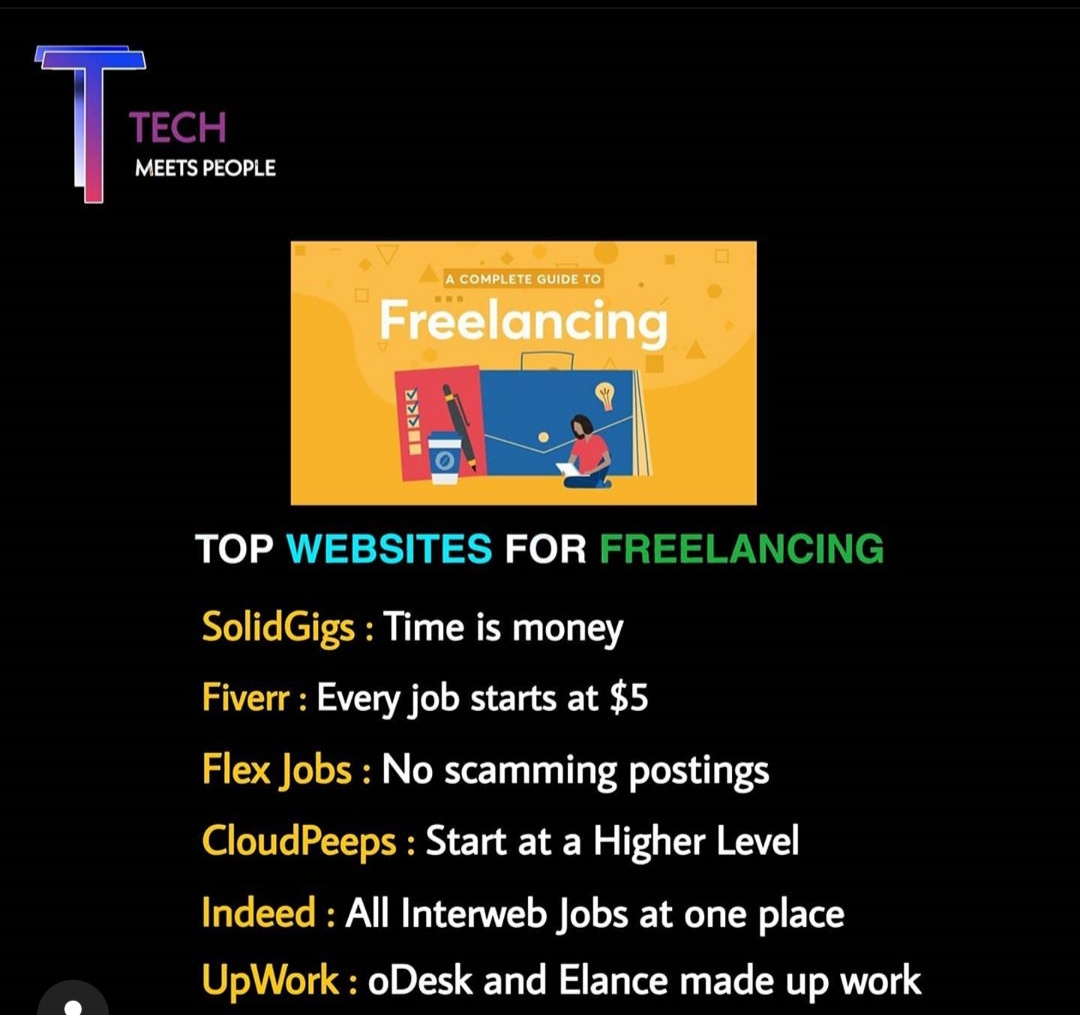 TECH
MEETS PEOPLE
A COMPLETE GUIDE TO
Freelancing
TOP WEBSITES FOR FREELANCING
SolidGigs : Time is money
Fiverr : Every job starts at $5
Flex Jobs : No scamming postings
CloudPeeps : Start at a Higher Level
Indeed : All Interweb Jobs at one place
UpWork : oDesk and Elance made up work